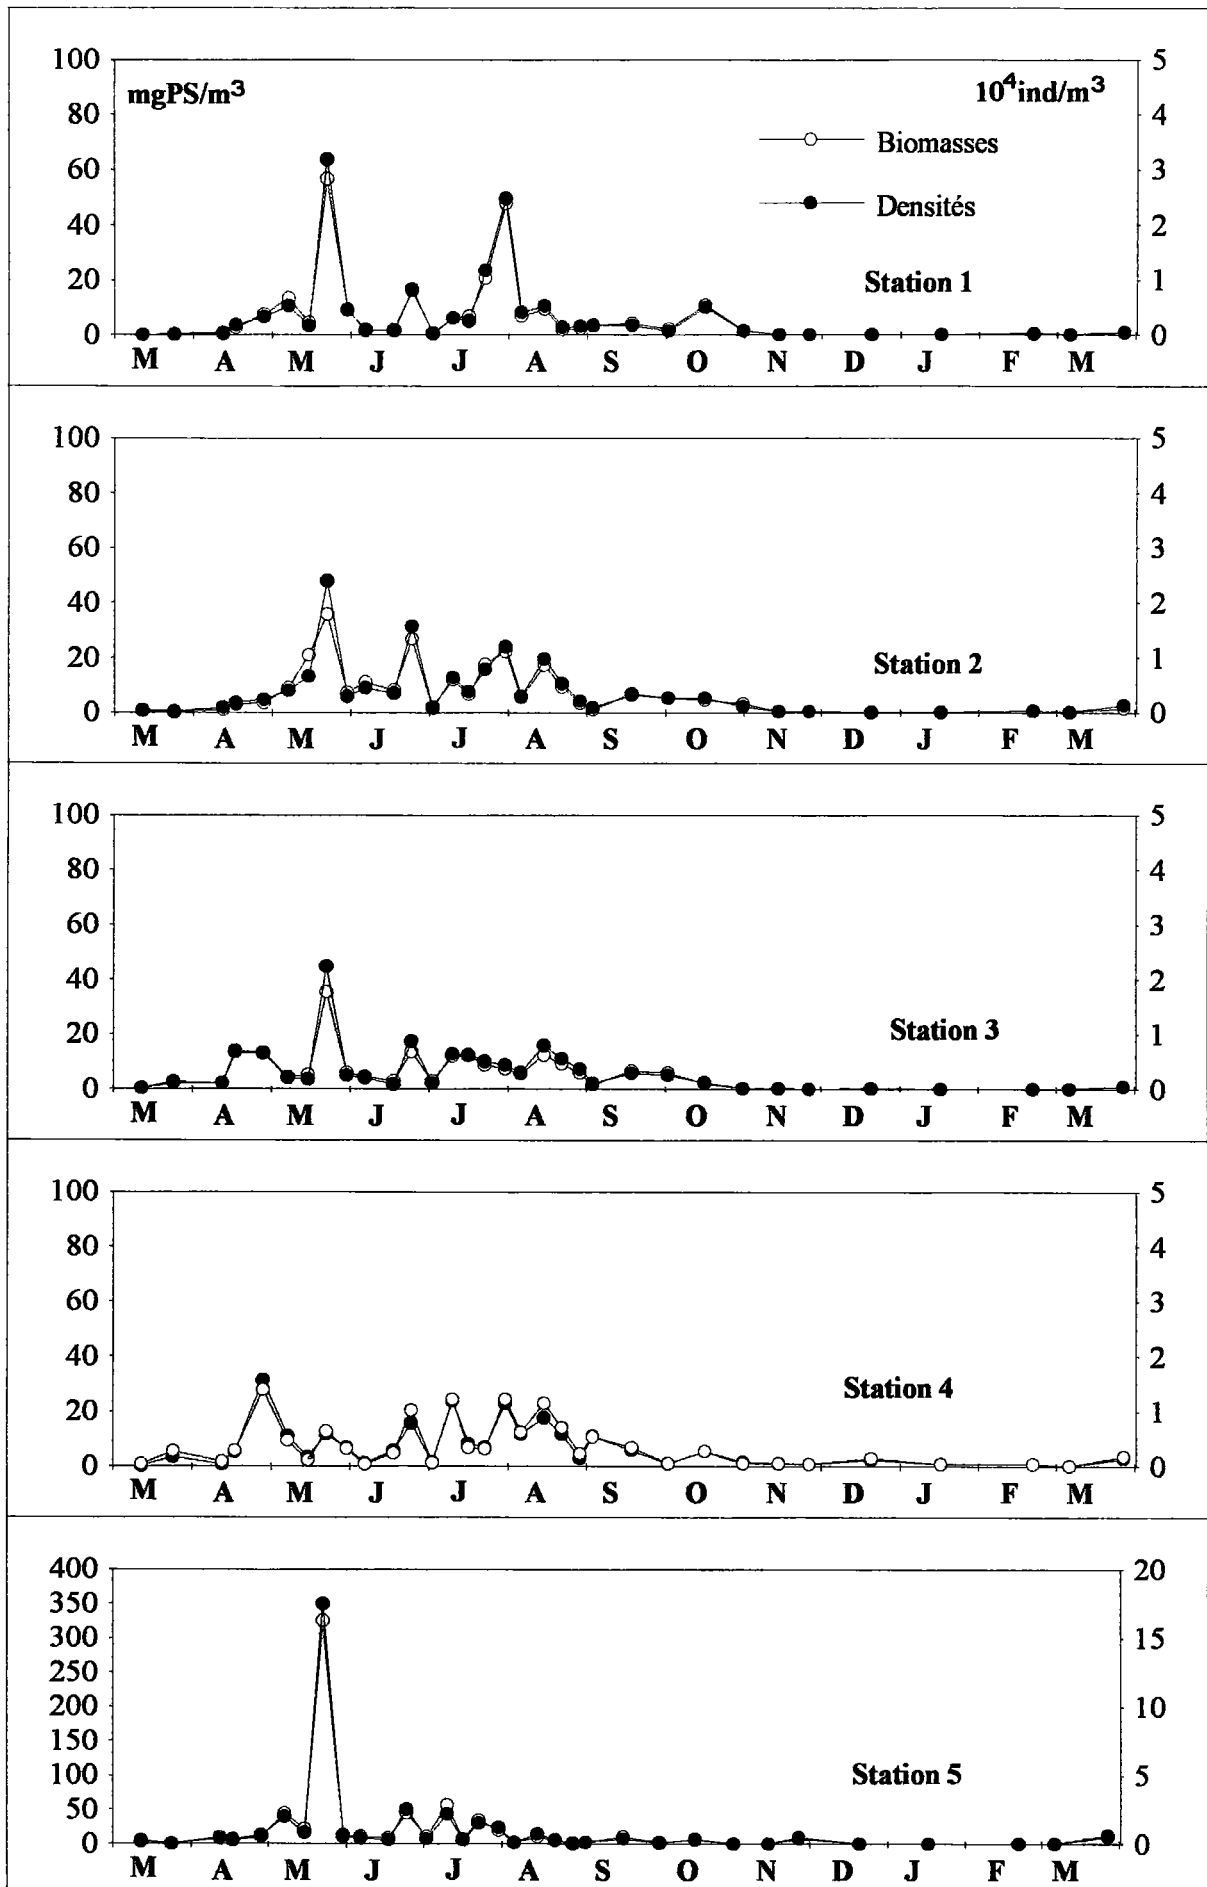 100 5
mgPS/m³ 10⁴ind/m³
80 4
Biomasses
60 3
Densités
40 2
20 Station 1 1
0 0
M A M J J A S O N D J F M
100 5
80 4
60 3
40 2
20 Station 2 1
0 0
M A M J J A S O N D J F M
100 5
80 4
60 3
40 2
20 Station 3 1
0 0
M A M J J A S O N D J F M
100 5
80 4
60 3
40 2
Station 4
20 1
0 0
M A M J J A S O N D J F M
400 20
350
300 15
250
200 10
150
100 Station 5 5
50
0 0
M A M J J A S O N D J F M